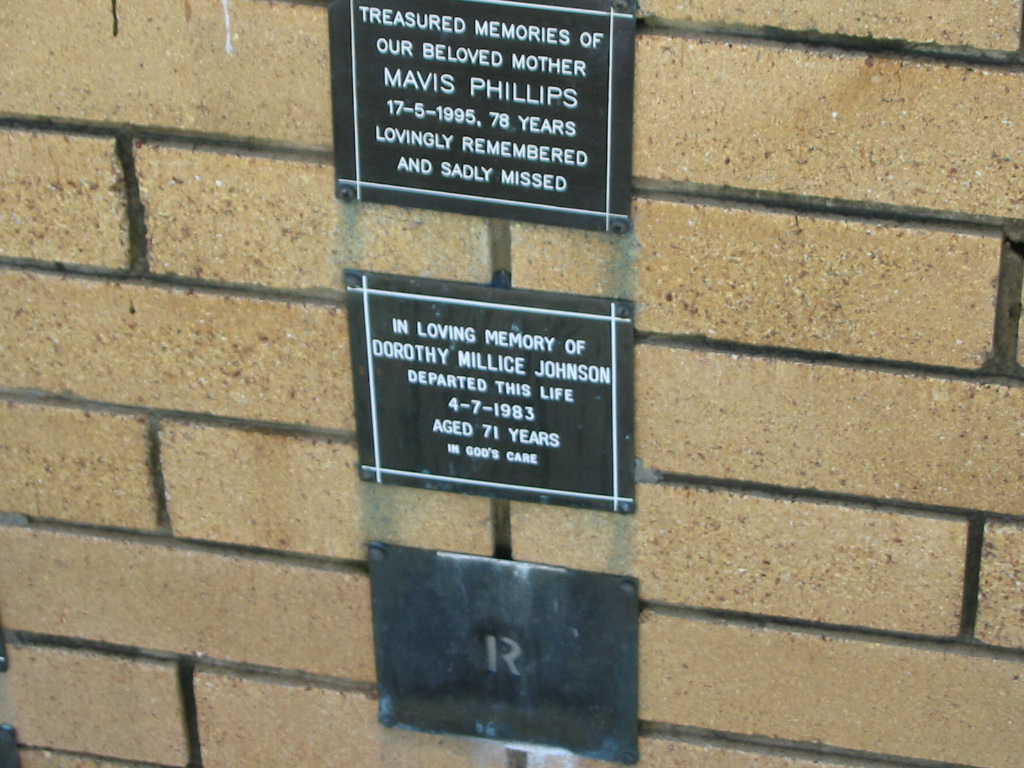 TREASURED MEMORIES OF
OUR BELOVED MOTHER
MAVIS PHILLIPS
17-5-1995, 78 YEARS
LOVINGLY REMEMBERED
AND SADLY MISSED
IN LOVING MEMORY OF
DOROTHY MILLICE JOHNSON
DEPARTED THIS LIFE
4-7-1983
AGED 71 YEARS
IN GOD'S CARE
R